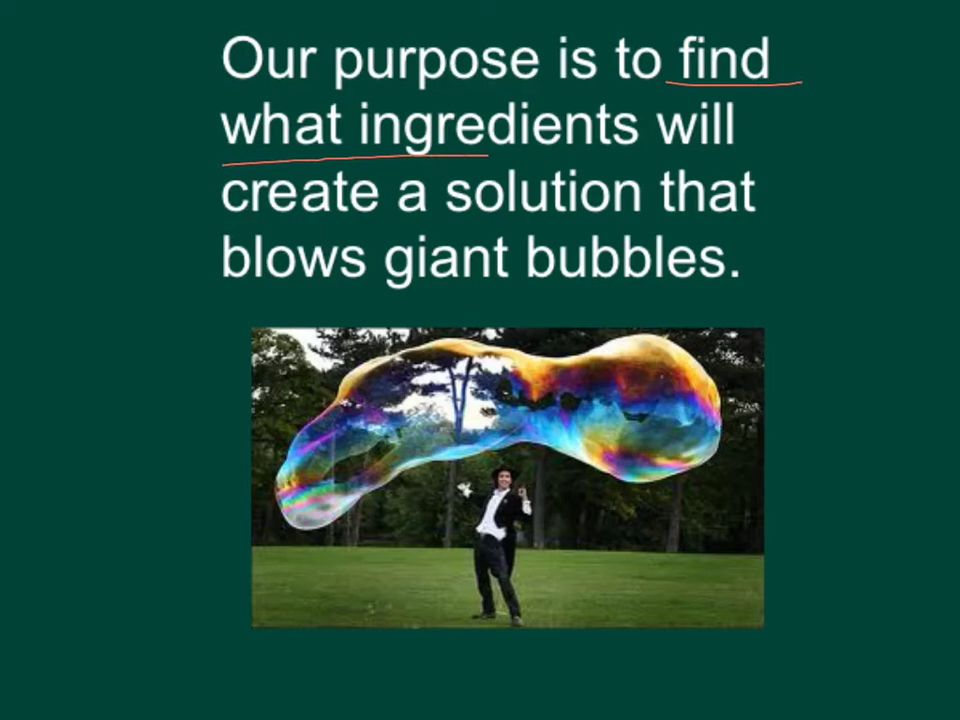 Our purpose is to find
what ingredients will
create a solution that
blows giant bubbles.